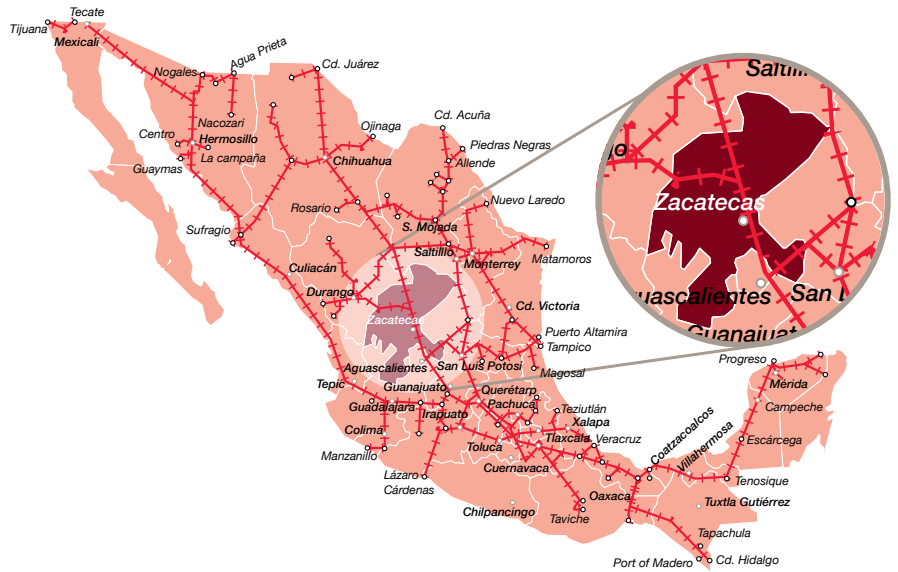 Tecate
Tijuana
Mexicali
Nogales
Agua Prieta
Cd. Juárez
Nacozari
Centro
Hermosillo
La campaña
Guaymas
Ojinaga
Chihuahua
Cd. Acuña
Piedras Negras
Allende
Rosario
Nuevo Laredo
Sufragio
S. Mojada
Saltillo
Monterrey
Matamoros
Culiacán
Durango
Cd. Victoria
Zacatecas
Puerto Altamira
Tampico
Aguascalientes
San Luis Potosí
Magosal
Tepic
Guanajuato
Querétarp
Guadalajara
Irapuato
Pachuca
Teziutlán
Xalapa
Colima
Toluca
Tlaxcala
Veracruz
Manzanillo
Cuernavaca
Lázaro
Cárdenas
Chilpancingo
Oaxaca
Taviche
Coatzacoalcos
Villahermosa
Progreso
Mérida
Campeche
Escárcega
Tenosique
Tuxtla Gutiérrez
Tapachula
Port of Madero
Cd. Hidalgo
Saltill
go
Zacatecas
uascalientes
San L
Guanajuat